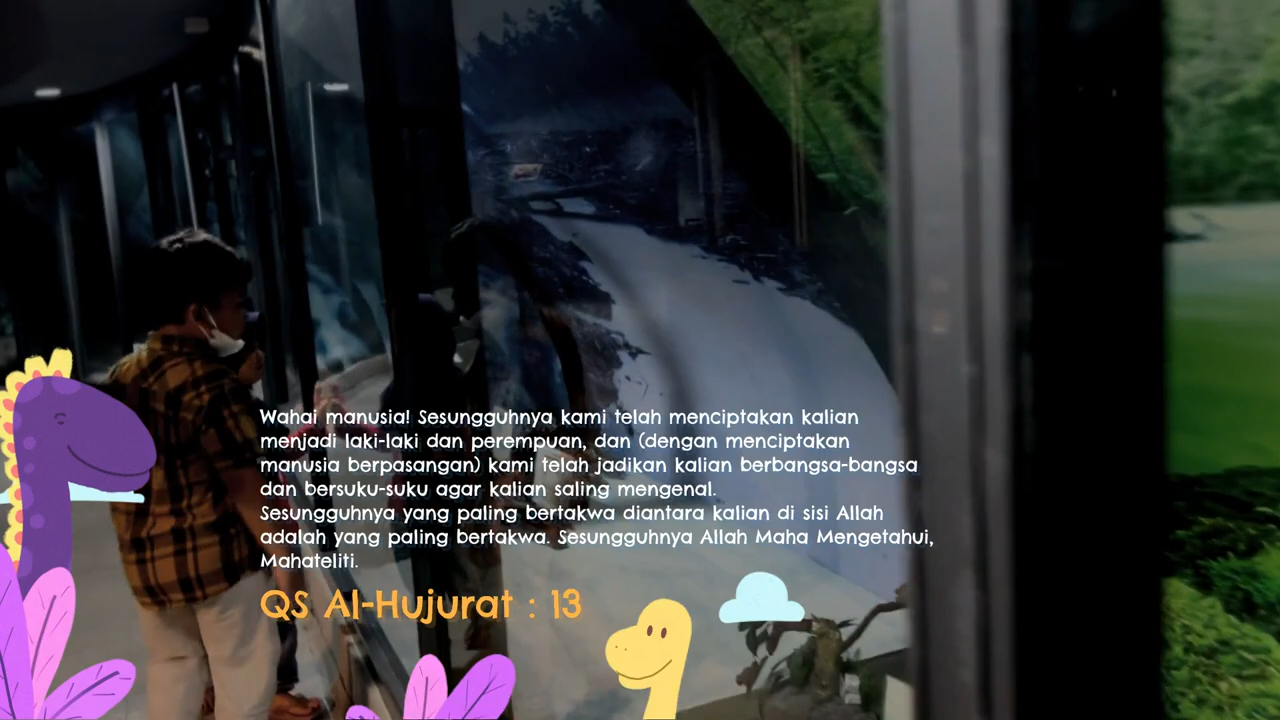 Wahai manusia! Sesungguhnya kami telah menciptakan kalian
menjadi laki-laki dan perempuan, dan (dengan menciptakan
manusia berpasangan) kami telah jadikan kalian berbangsa-bangsa
dan bersuku-suku agar kalian saling mengenal.
Sesungguhnya yang paling bertakwa diantara kalian di sisi Allah
adalah yang paling bertakwa. Sesungguhnya Allah Maha Mengetahui,
Mahateliti.
QS Al-Hujurat : 13